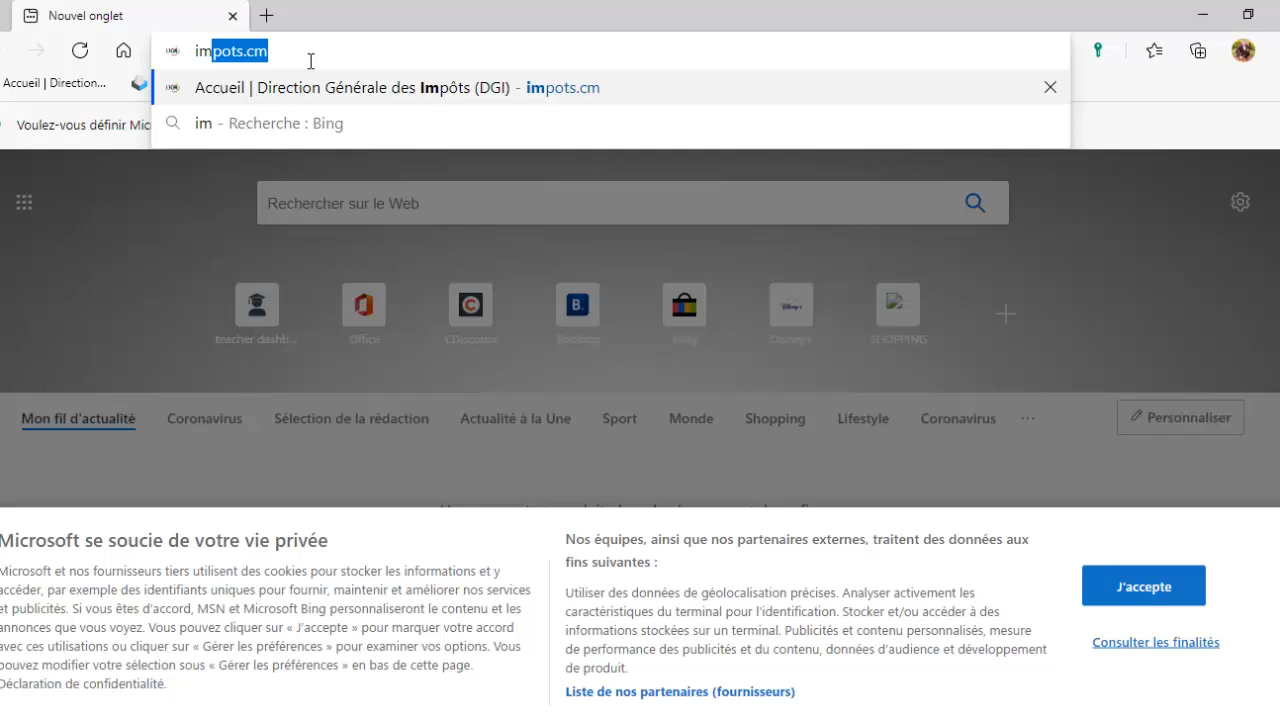 Nouvel onglet
impots.cm
Accueil | Direction...
Accueil | Direction Générale des Impôts (DGI) - impots.cm
im - Recherche : Bing
Voulez-vous définir Mic
Rechercher sur le Web
teacher dashb...
Office
CDiscount
Booking
eBay
Disney+
SHOPPING
Mon fil d'actualité
Coronavirus
Sélection de la rédaction
Actualité à la Une
Sport
Monde
Shopping
Lifestyle
Coronavirus
...
Personnaliser
Microsoft se soucie de votre vie privée
Microsoft et nos fournisseurs tiers utilisent des cookies pour stocker les informations et y
accéder, par exemple des identifiants uniques pour fournir, maintenir et améliorer nos services
et publicités. Si vous êtes d'accord, MSN et Microsoft Bing personnaliseront le contenu et les
annonces que vous voyez. Vous pouvez cliquer sur « J'accepte » pour marquer votre accord
avec ces utilisations ou cliquer sur « Gérer les préférences » pour examiner vos options. Vous
pouvez modifier votre sélection sous « Gérer les préférences » en bas de cette page.
Déclaration de confidentialité.
Nos équipes, ainsi que nos partenaires externes, traitent des données aux
fins suivantes :
Utiliser des données de géolocalisation précises. Analyser activement les
caractéristiques du terminal pour l'identification. Stocker et/ou accéder à des
informations stockées sur un terminal. Publicités et contenu personnalisés, mesure
de performance des publicités et du contenu, données d'audience et développement
de produit.
Liste de nos partenaires (fournisseurs)
J'accepte
Consulter les finalités